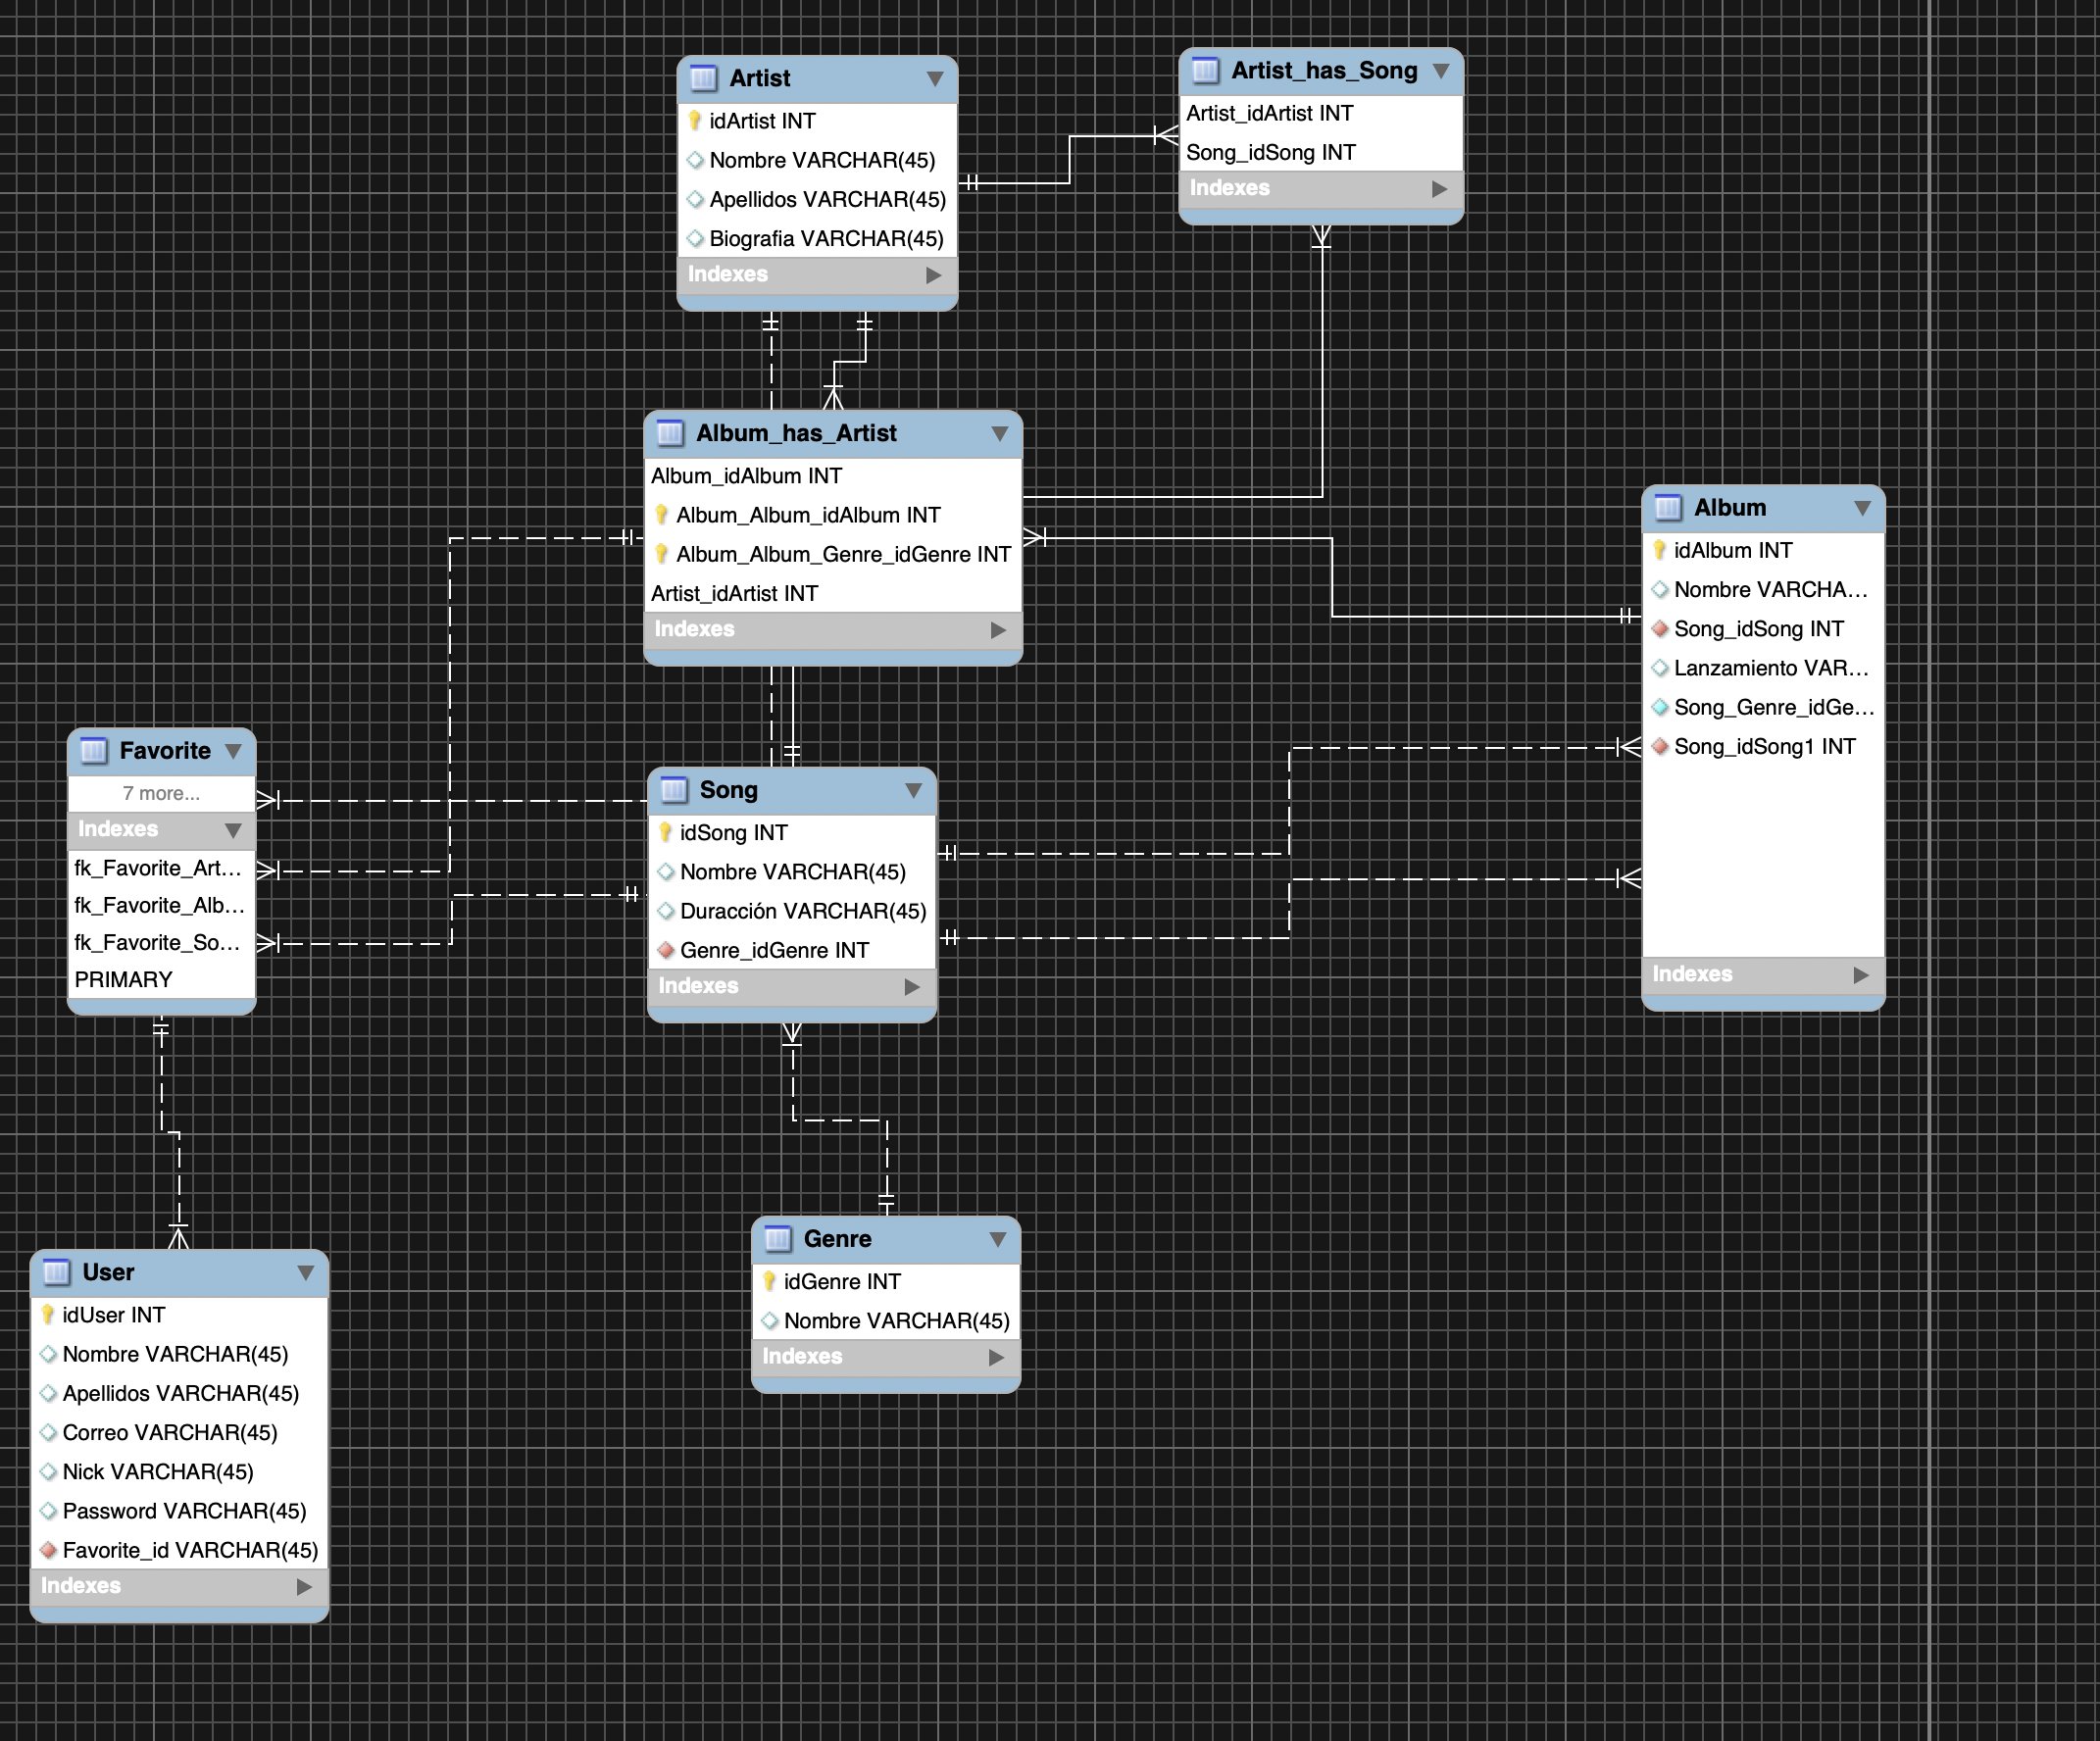 Artist
idArtist INT
Nombre VARCHAR(45)
Apellidos VARCHAR(45)
Biografia VARCHAR(45)
Indexes
Artist_has_Song
Artist_idArtist INT
Song_idSong INT
Indexes
Album_has_Artist
Album_idAlbum INT
Album_Album_idAlbum INT
Album_Album_Genre_idGenre INT
Artist_idArtist INT
Indexes
Album
idAlbum INT
Nombre VARCHA...
Song_idSong INT
Lanzamiento VAR...
Song_Genre_idGe...
Song_idSong1 INT
Indexes
Favorite
7 more...
Indexes
fk_Favorite_Art...
fk_Favorite_Alb...
fk_Favorite_So...
PRIMARY
Song
idSong INT
Nombre VARCHAR(45)
Duracción VARCHAR(45)
Genre_idGenre INT
Indexes
Genre
idGenre INT
Nombre VARCHAR(45)
Indexes
User
idUser INT
Nombre VARCHAR(45)
Apellidos VARCHAR(45)
Correo VARCHAR(45)
Nick VARCHAR(45)
Password VARCHAR(45)
Favorite_id VARCHAR(45)
Indexes